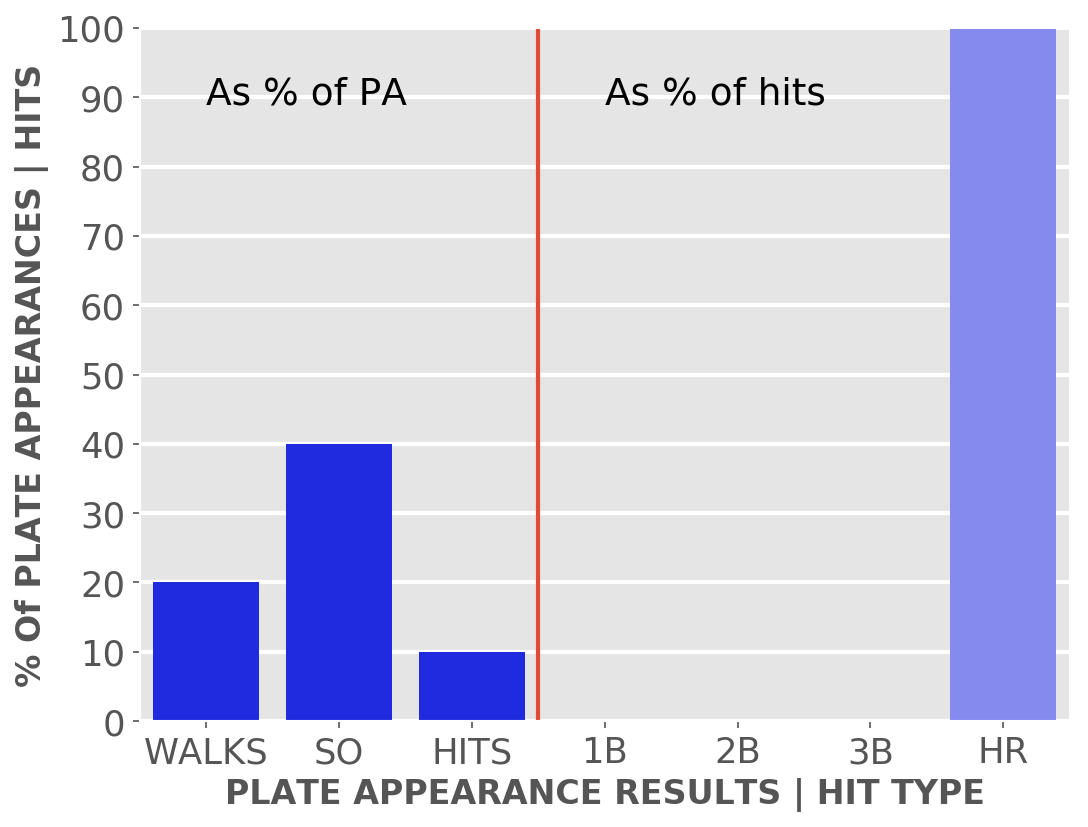 As % of PA
As % of hits
% Of PLATE APPEARANCES | HITS
100
90
80
70
60
50
40
30
20
10
0
WALKS SO HITS 1B 2B 3B HR
PLATE APPEARANCE RESULTS | HIT TYPE